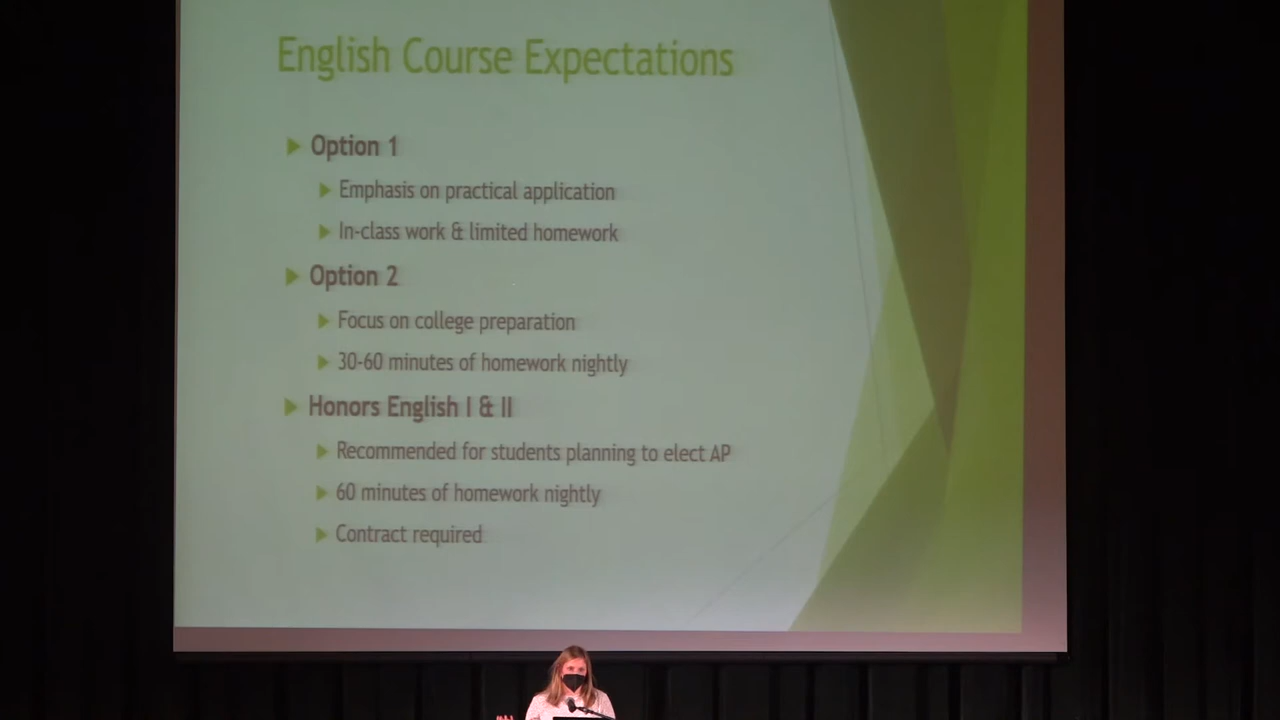 English Course Expectations
Option 1
Emphasis on practical application
In-class work & limited homework
Option 2
Focus on college preparation
30-60 minutes of homework nightly
Honors English I & II
Recommended for students planning to elect AP
60 minutes of homework nightly
Contract required